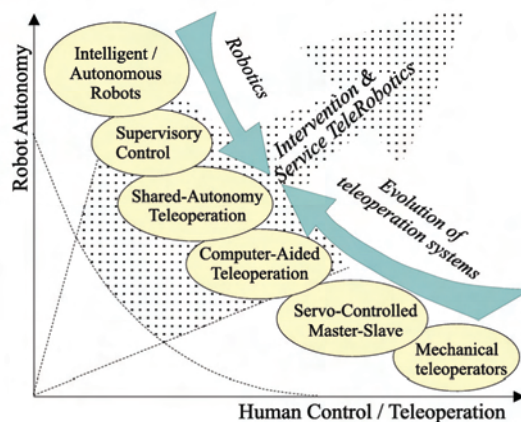 Intelligent /
Autonomous
Robots
Robotics
Intervention &
Service TeleRobotics
Supervisory
Control
Shared-Autonomy
Teleoperation
Evolution of
teleoperation systems
Computer-Aided
Teleoperation
Servo-Controlled
Master-Slave
Mechanical
teleoperators
Robot Autonomy
Human Control / Teleoperation